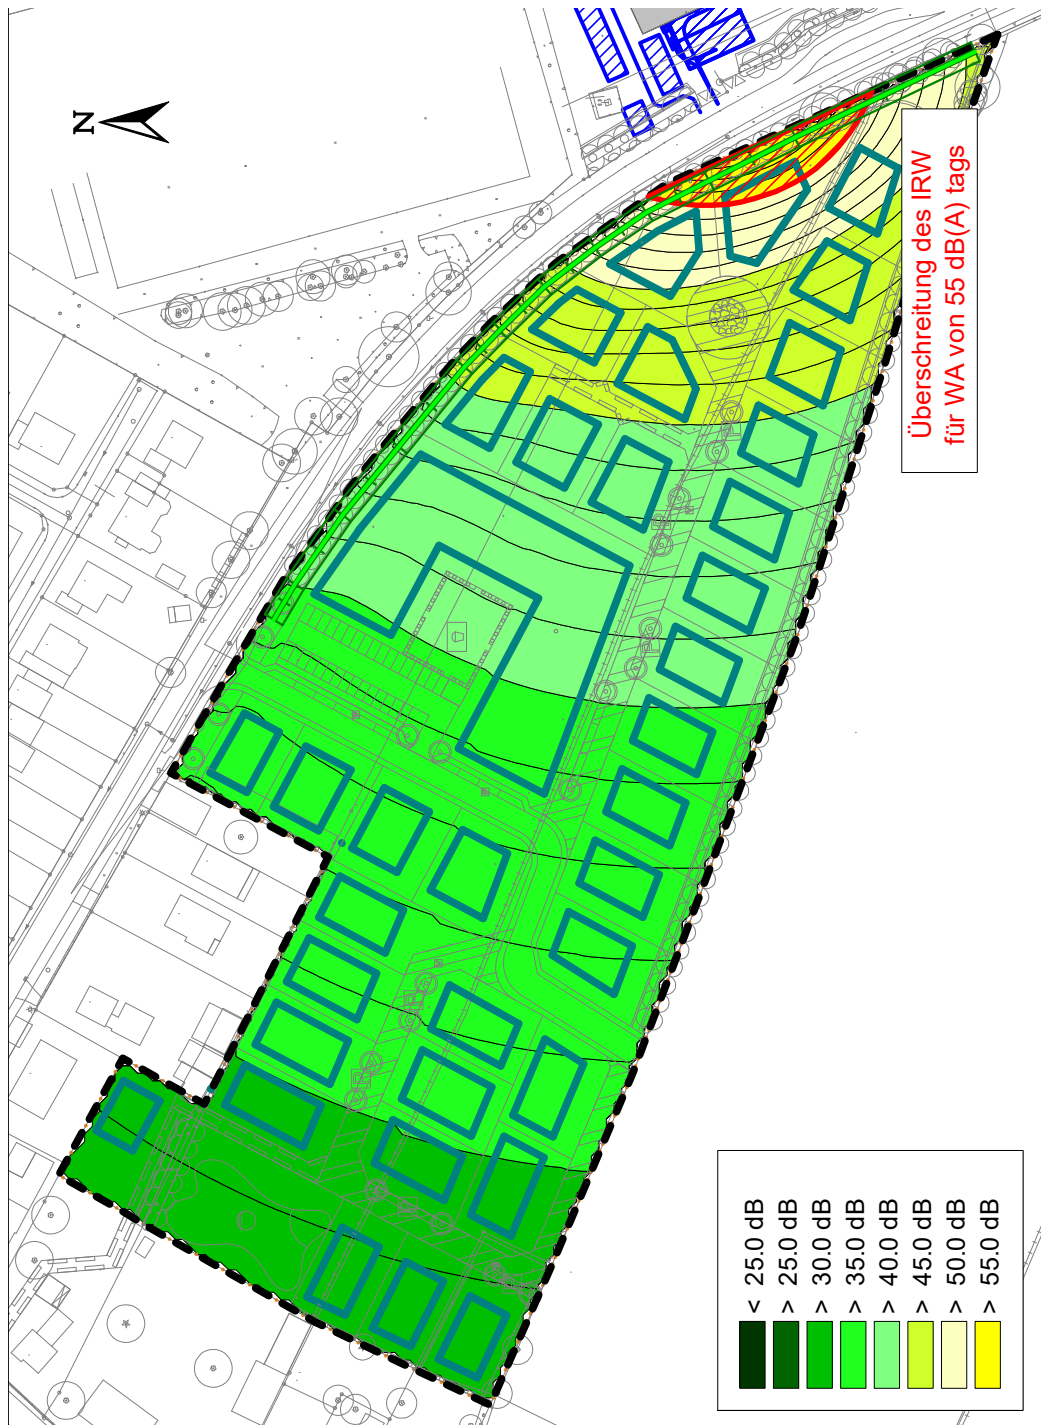 N
Überschreitung des IRW
für WA von 55 dB(A) tags
< 25.0 dB
> 25.0 dB
> 30.0 dB
> 35.0 dB
> 40.0 dB
> 45.0 dB
> 50.0 dB
> 55.0 dB